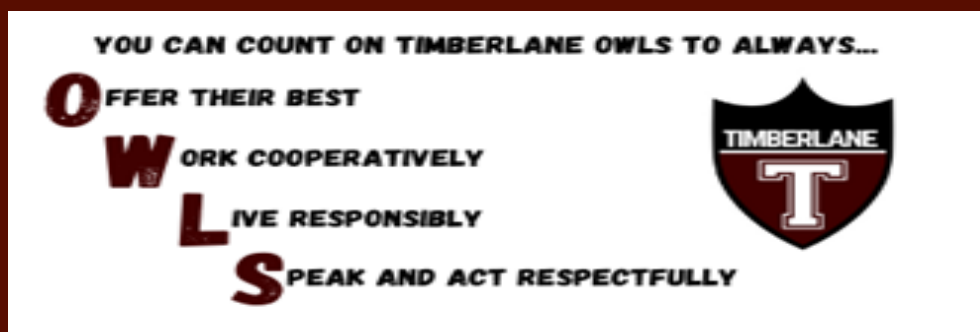 YOU CAN COUNT ON TIMBERLANE OWLS TO ALWAYS...
OFFER THEIR BEST
WORK COOPERATIVELY
LIVE RESPONSIBLY
SPEAK AND ACT RESPECTFULLY
TIMBERLANE
T